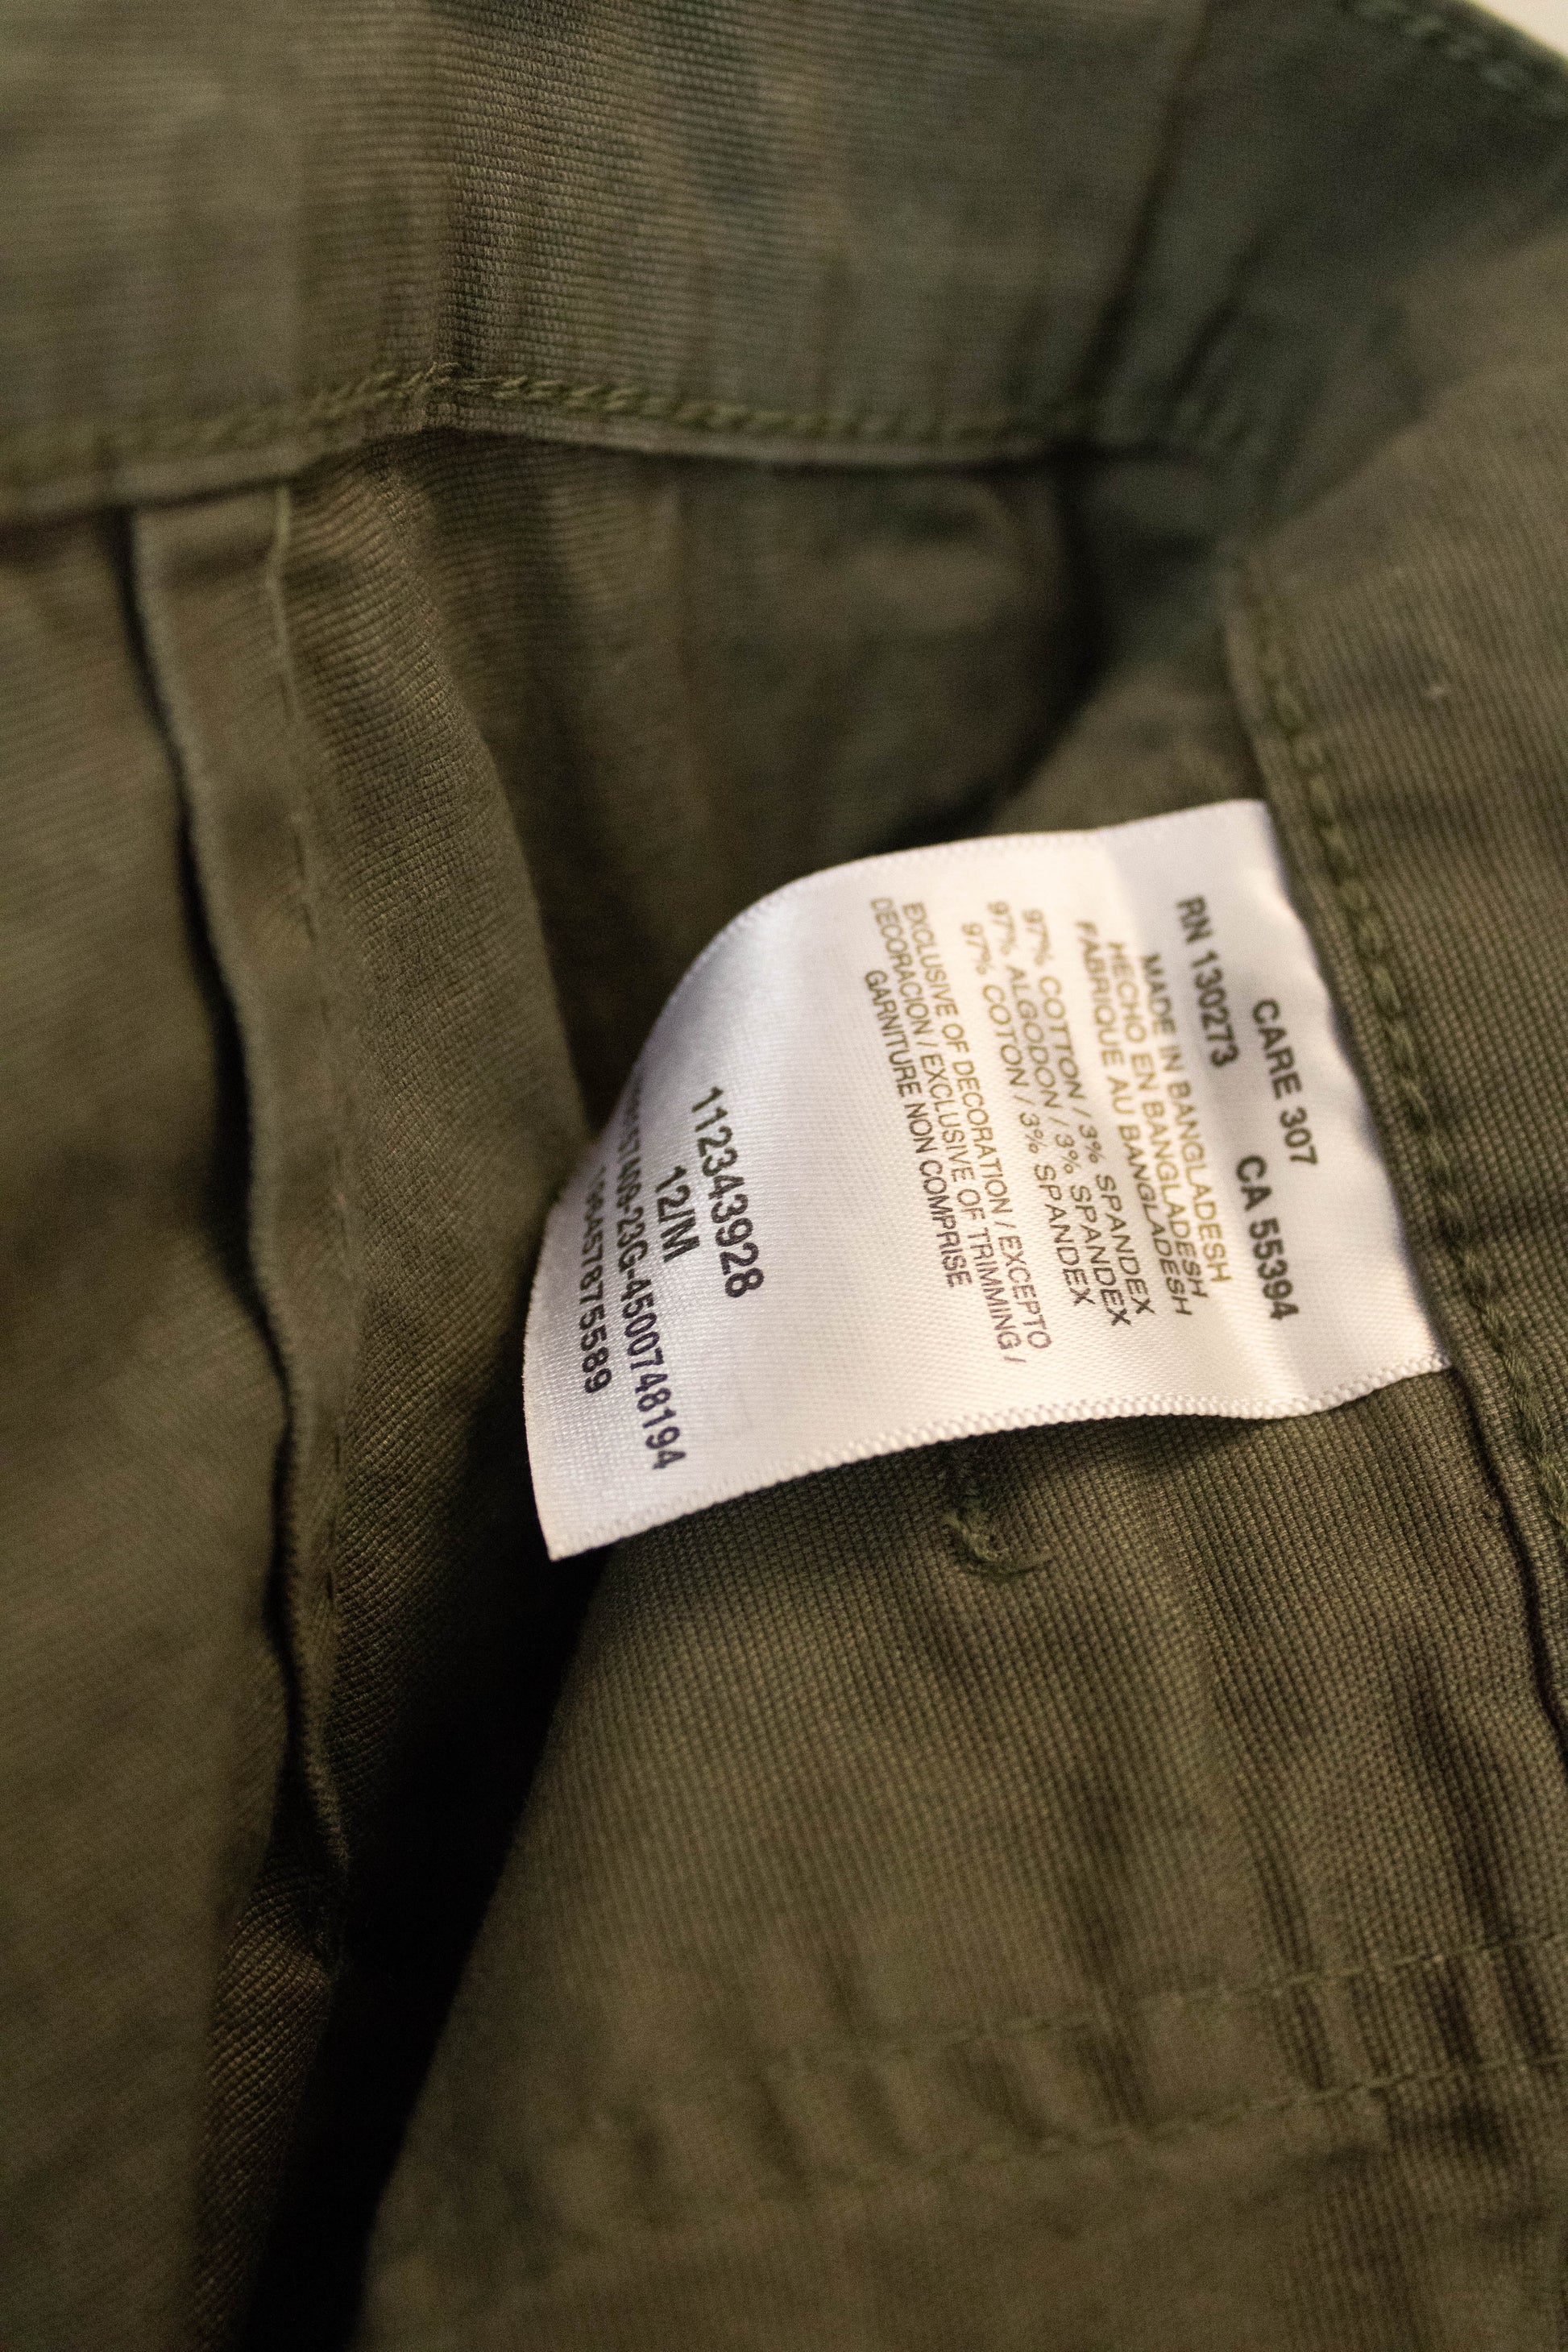 CARE 307
RN 130273 CA 55394
MADE IN BANGLADESH
HECHO EN BANGLADESH
FABRIQUE AU BANGLADESH
97% COTTON / 3% SPANDEX
97% ALGODON / 3% SPANDEX
97% COTON / 3% SPANDEX
EXCLUSIVE OF DECORATION / EXCEPTO
DECORACION / EXCLUSIVE OF TRIMMING /
GARNITURE NON COMPRISE
112343928
12/M